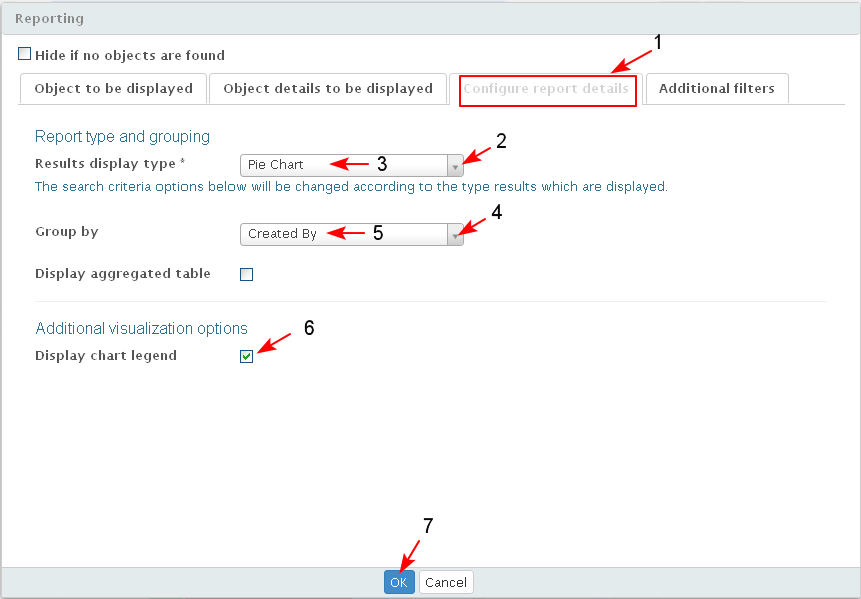 Reporting
Hide if no objects are found
1
Object to be displayed Object details to be displayed Configure report details Additional filters
Report type and grouping
2
Results display type * Pie Chart 3
The search criteria options below will be changed according to the type results which are displayed.
4
Group by Created By 5
Display aggregated table
Additional visualization options 6
Display chart legend
7
OK Cancel